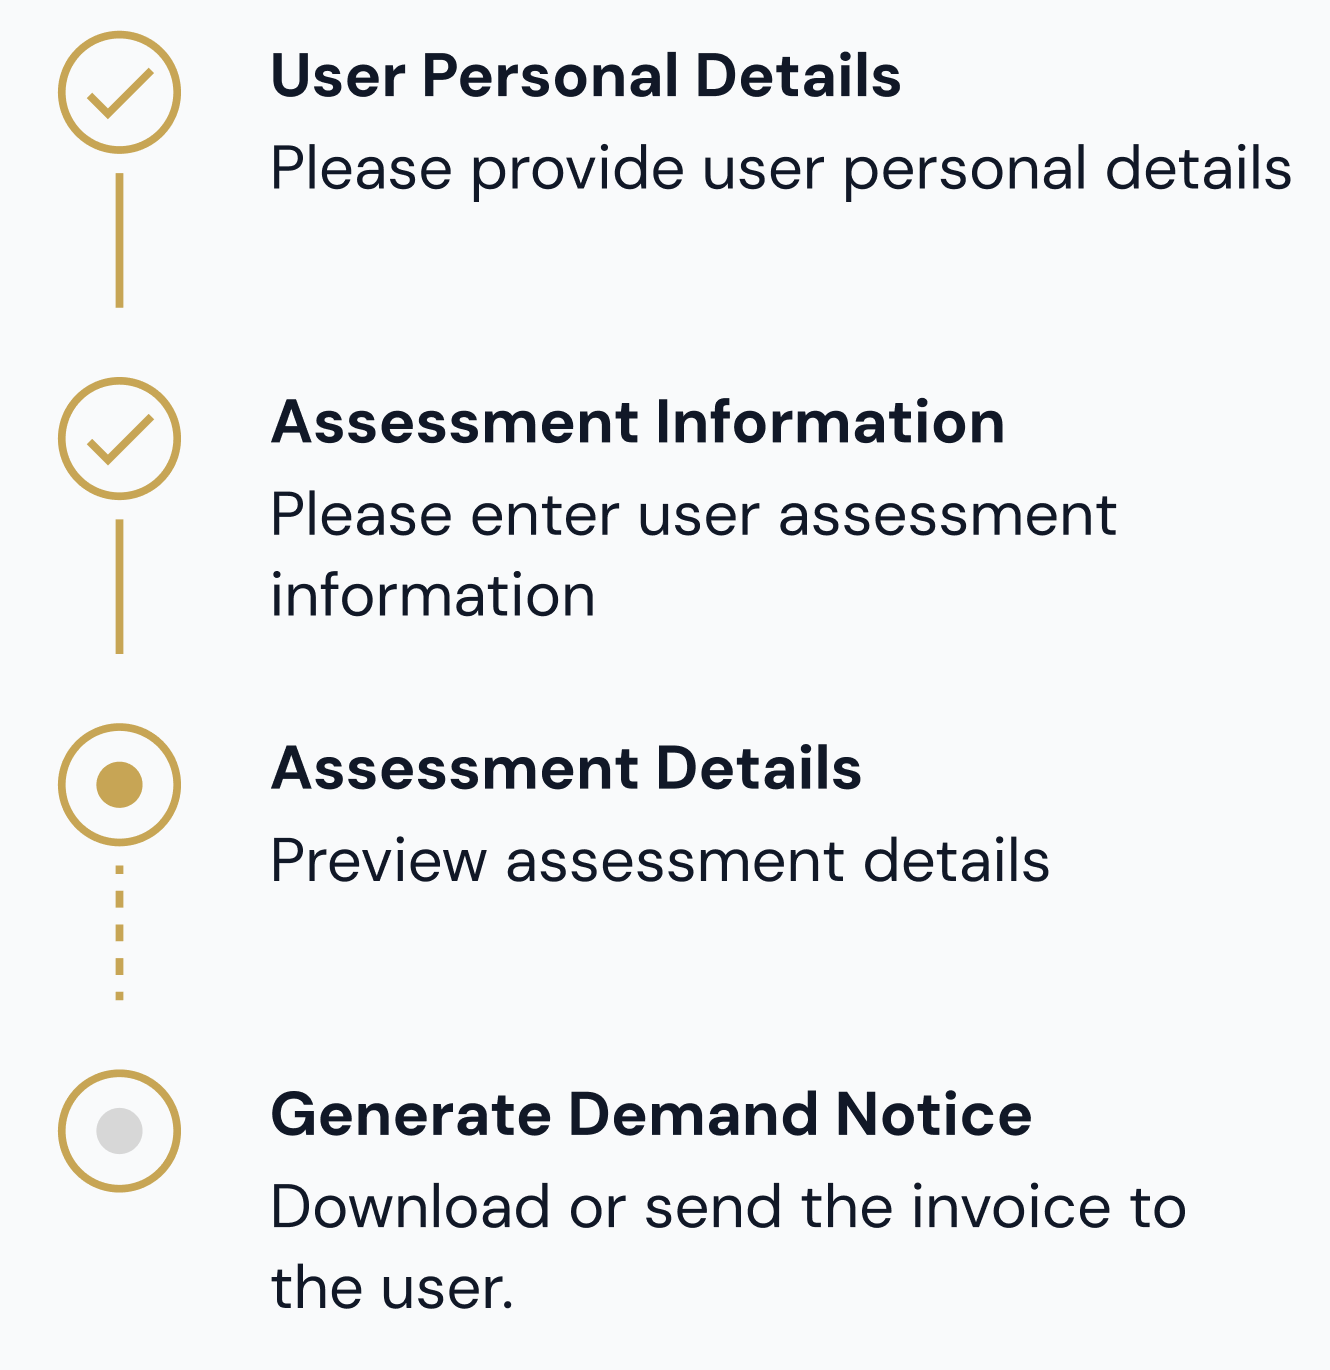 User Personal Details
Please provide user personal details
Assessment Information
Please enter user assessment
information
Assessment Details
Preview assessment details
Generate Demand Notice
Download or send the invoice to
the user.